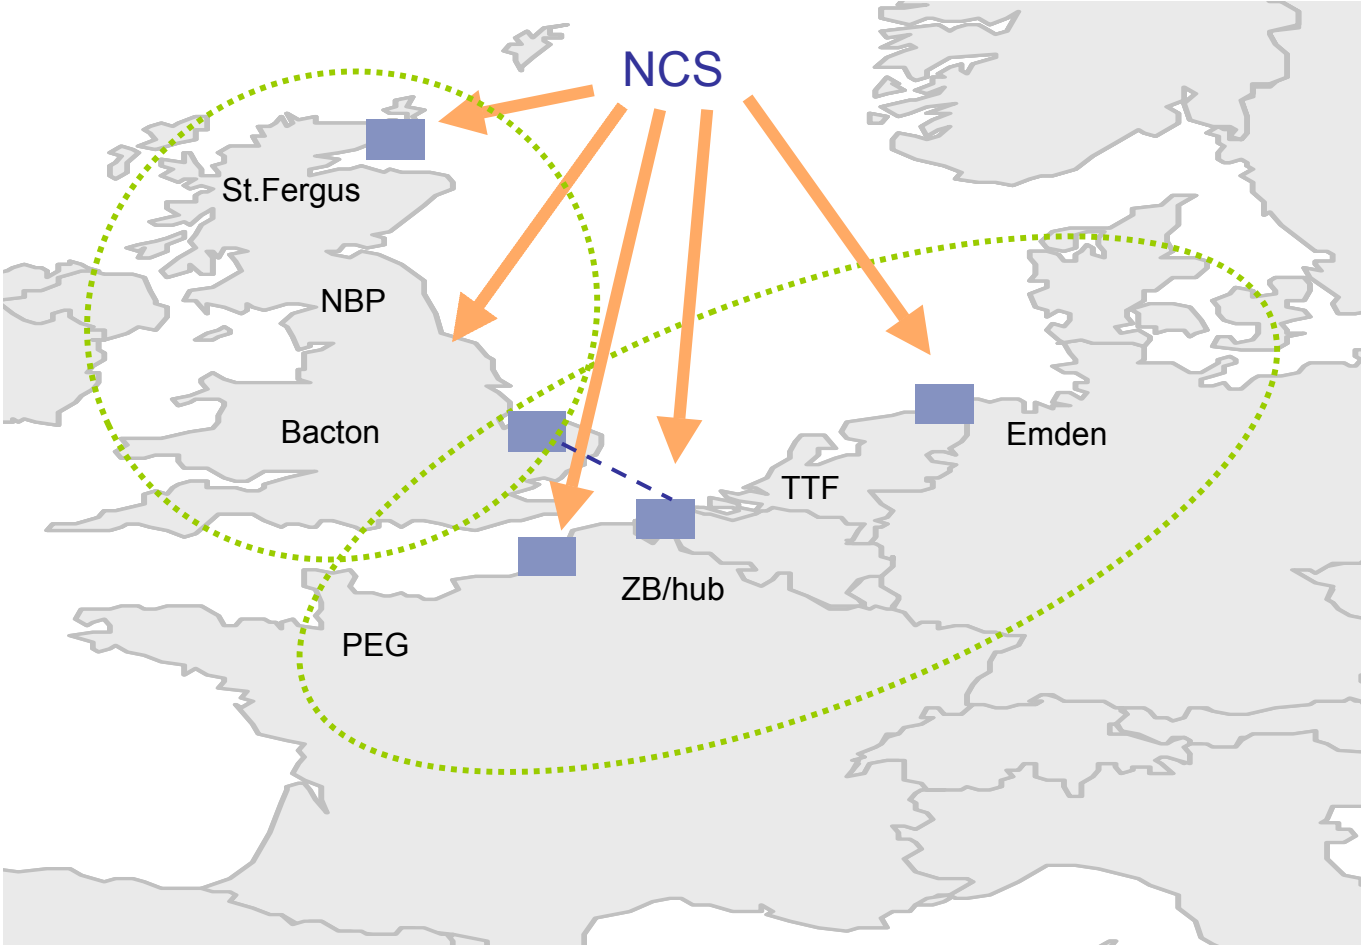 NCS
St.Fergus
NBP
Bacton
Emden
TTF
ZB/hub
PEG